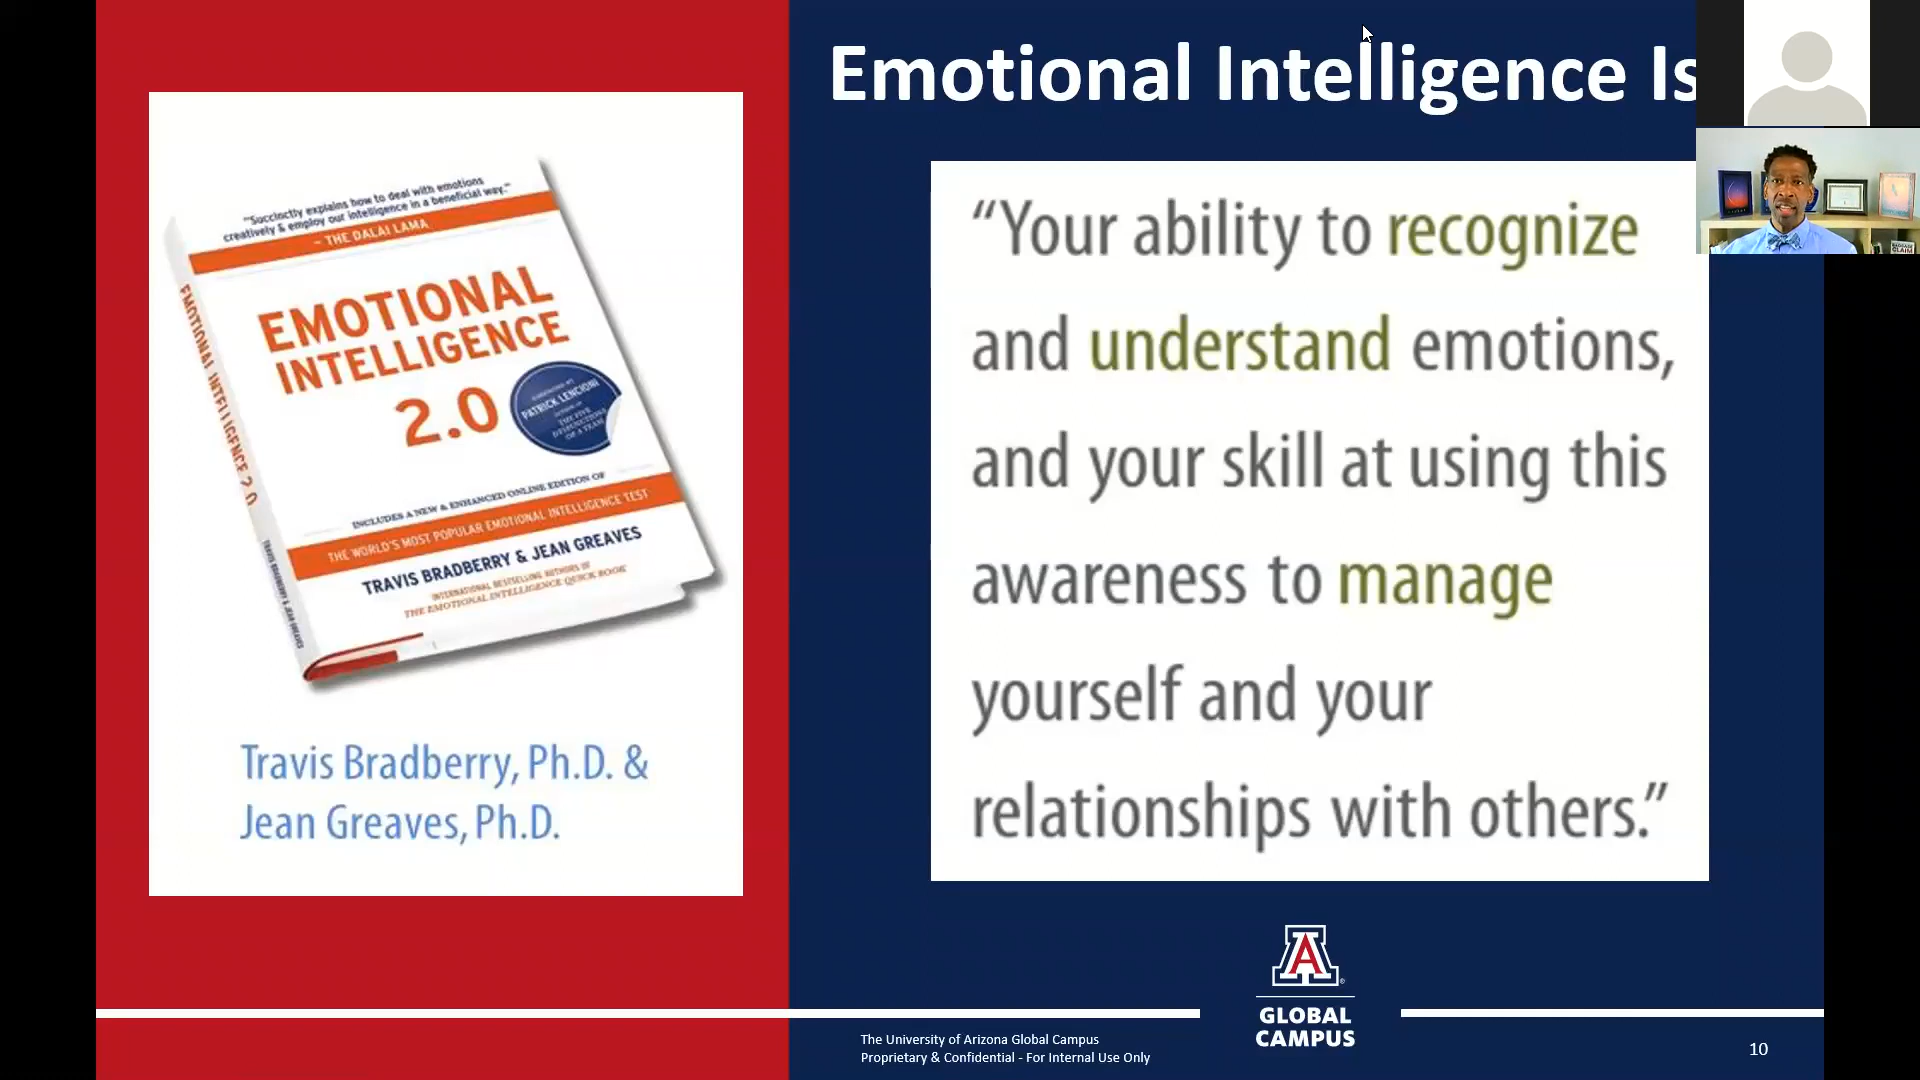 Emotional Intelligence Is
"Succinctly explains how to deal with emotions
creatively & employ our intelligence in a beneficial way."
– THE DALAI LAMA
EMOTIONAL
INTELLIGENCE
2.0
PATRICK LENCIONI
THE FIVE
DYSFUNCTIONS
OF A TEAM
INCLUDES A NEW & ENHANCED ONLINE EDITION OF
THE WORLD'S MOST POPULAR EMOTIONAL INTELLIGENCE TEST
TRAVIS BRADBERRY & JEAN GREAVES
INTERNATIONAL BESTSELLING AUTHORS OF
THE EMOTIONAL INTELLIGENCE QUICK BOOK
EMOTIONAL INTELLIGENCE 2.0
Travis Bradberry, Ph.D. &
Jean Greaves, Ph.D.
“Your ability to recognize
and understand emotions,
and your skill at using this
awareness to manage
yourself and your
relationships with others.”
A
GLOBAL
CAMPUS
The University of Arizona Global Campus
Proprietary & Confidential - For Internal Use Only
10